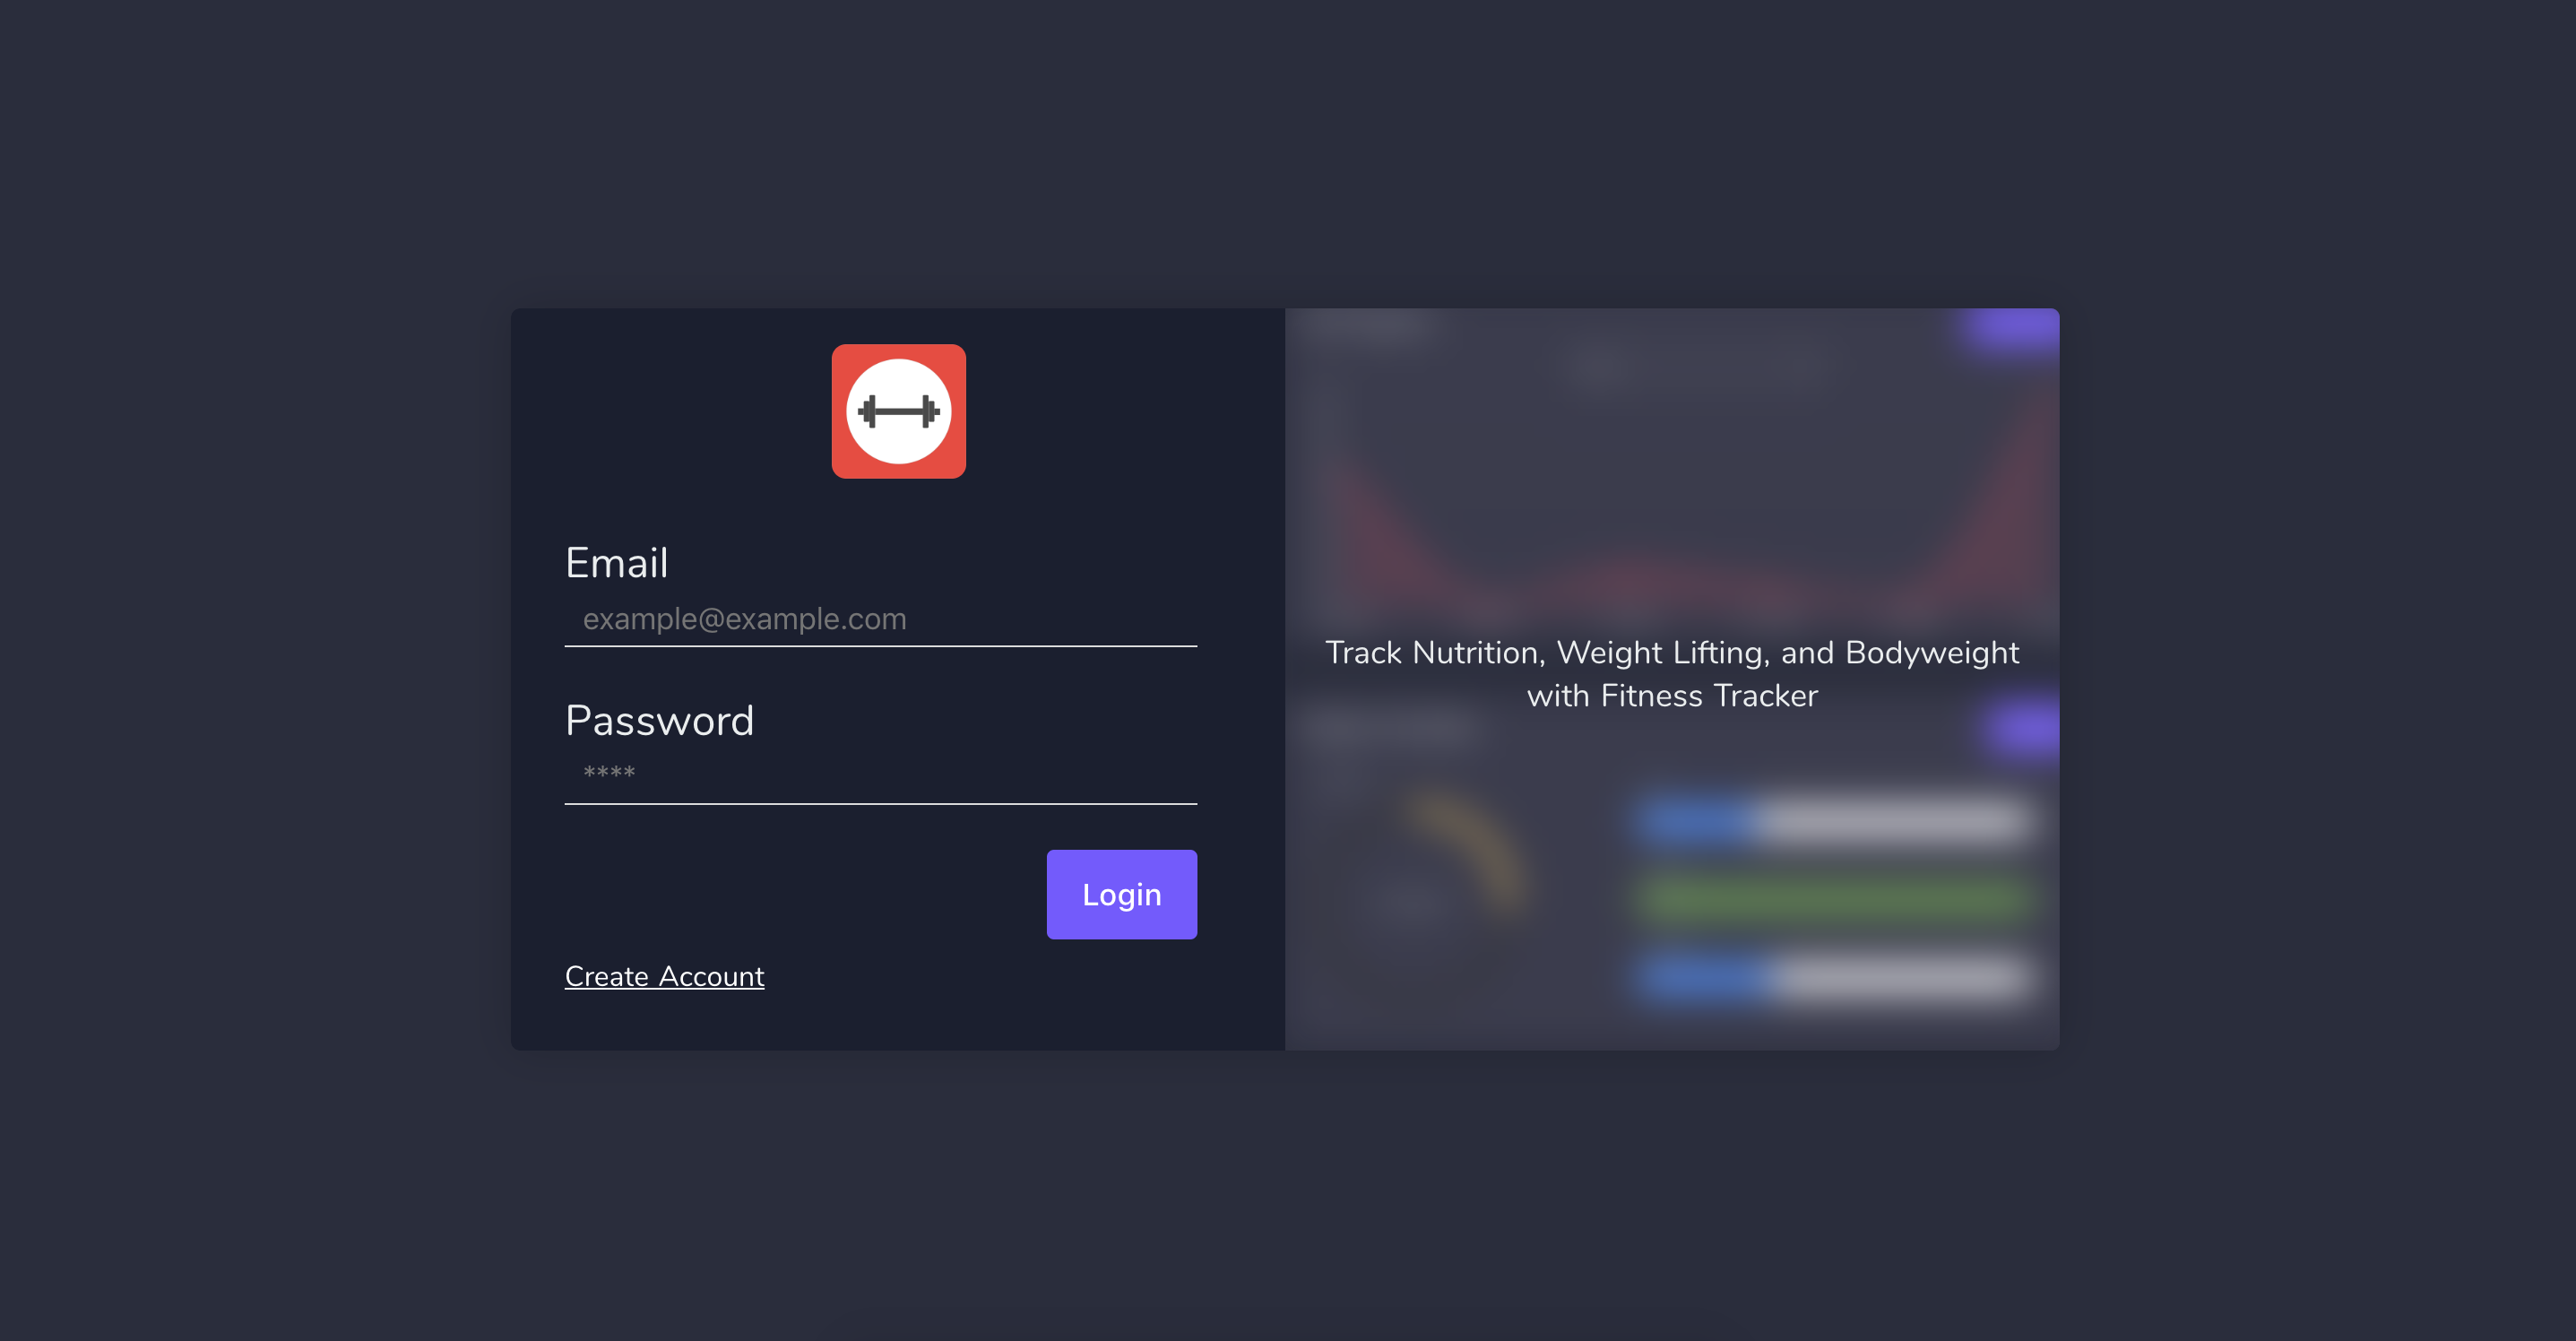 Email
example@example.com
Password
****
Login
Create Account
Track Nutrition, Weight Lifting, and Bodyweight
with Fitness Tracker